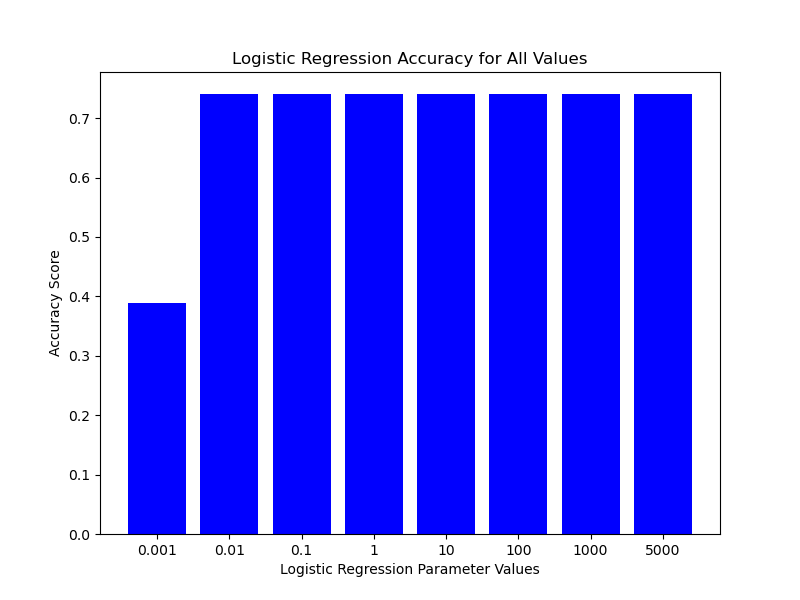 Logistic Regression Accuracy for All Values
Accuracy Score
0.7
0.6
0.5
0.4
0.3
0.2
0.1
0.0
0.001 0.01 0.1 1 10 100 1000 5000
Logistic Regression Parameter Values